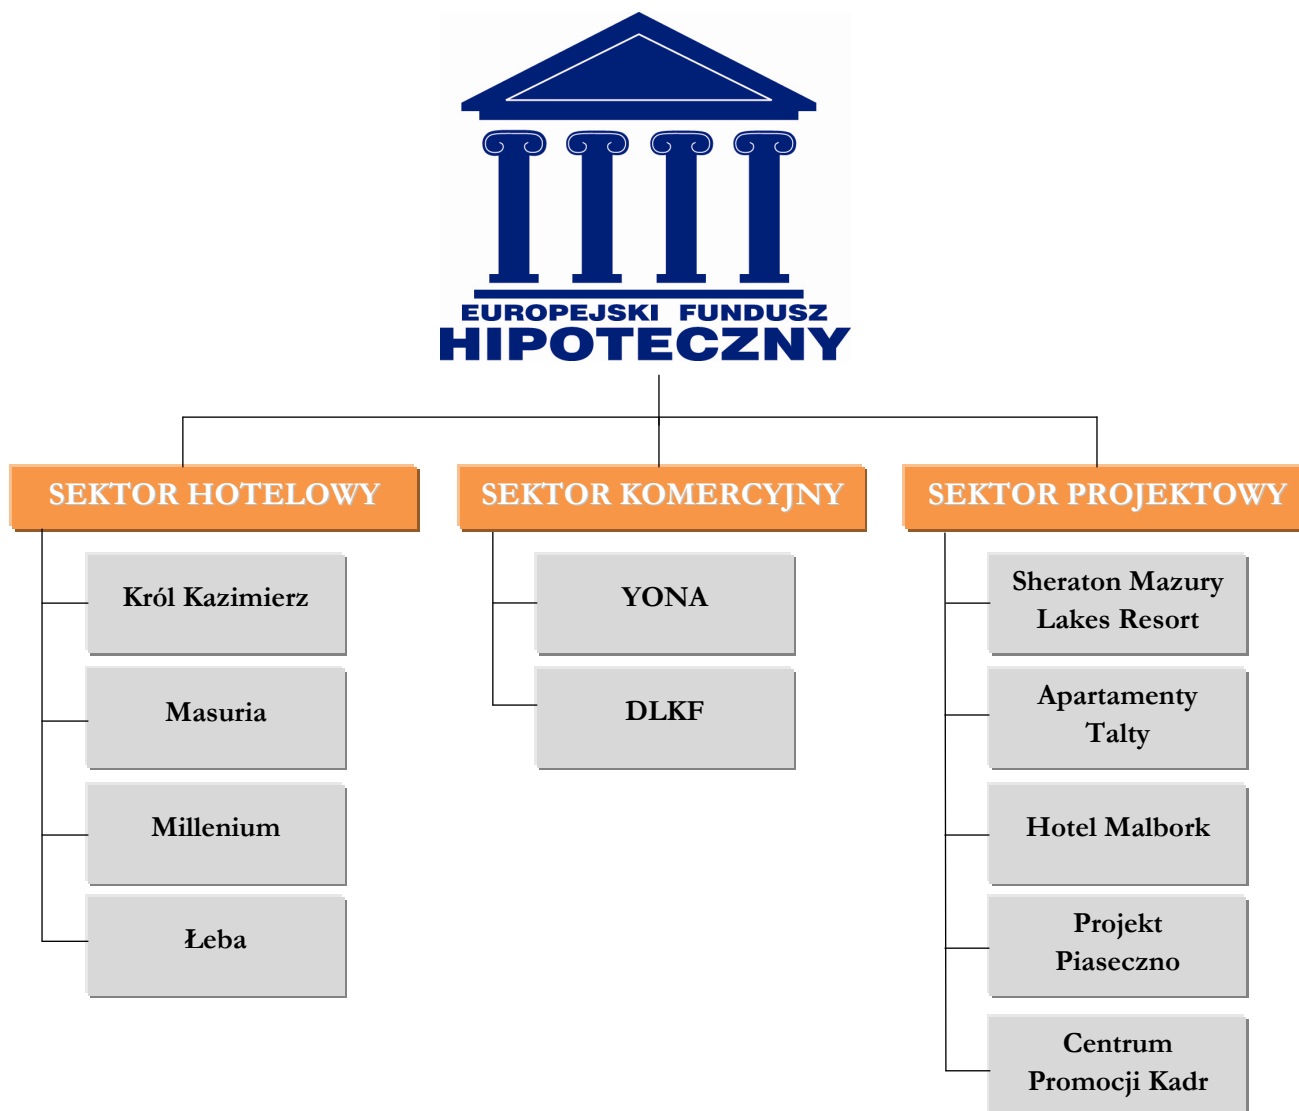 EUROPEJSKI FUNDUSZ
HIPOTECZNY
SEKTOR HOTELOWY
Król Kazimierz
Masuria
Millenium
Łeba
SEKTOR KOMERCYJNY
YONA
DLKF
SEKTOR PROJEKTOWY
Sheraton Mazury
Lakes Resort
Apartamenty
Talty
Hotel Malbork
Projekt
Piaseczno
Centrum
Promocji Kadr